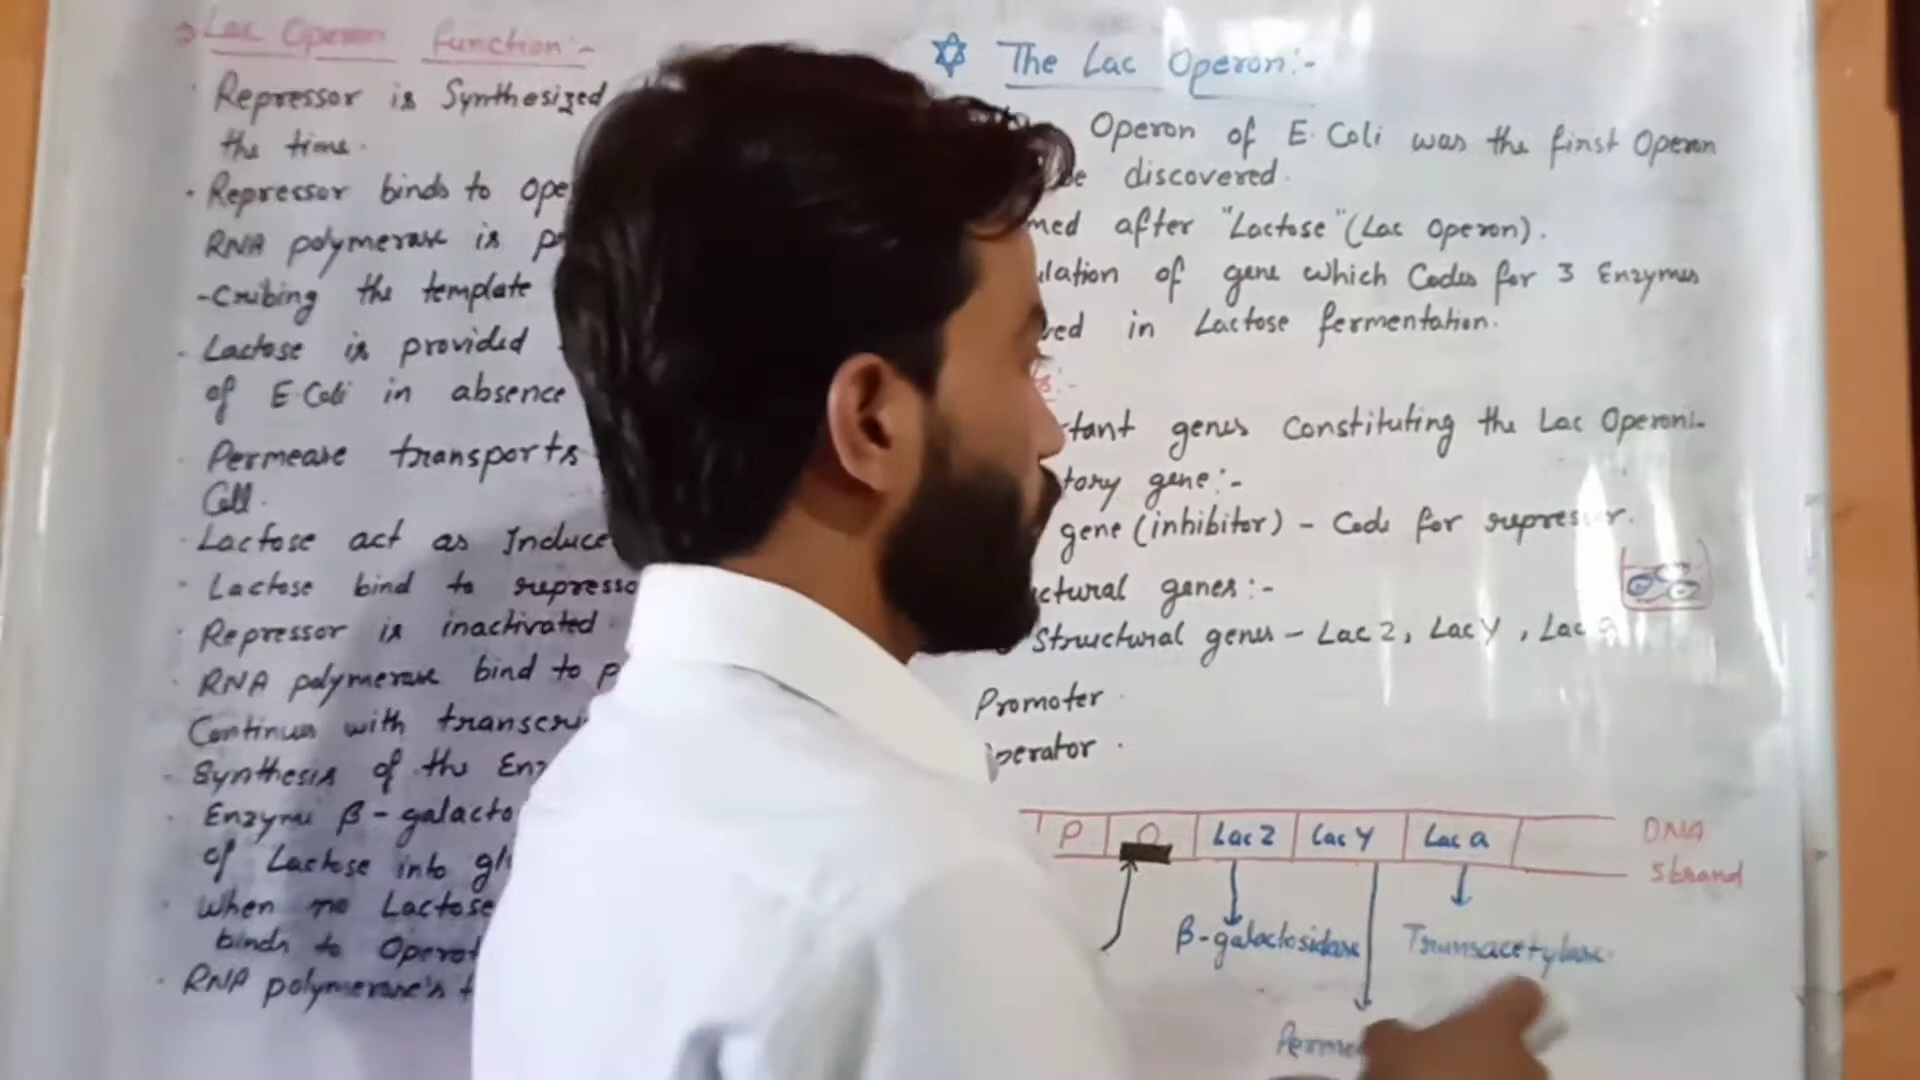 Lac Operon function:-
Repressor is Synthesized
the time.
Repressor binds to ope
RNA polymerase is
-Cribing the template
Lactose is provided
of E. Coli in absence
Permease transports
Cell.
Lactose act as Induce
Lactose bind to represso
Repressor is inactivated
RNA polymerase bind to p
Continues with transcri
Synthesis of the Enz
Enzyme β-galacto
of Lactose into gl
when no Lactose
binds to Operat
RNA polymerase's
The Lac Operon:-
Operon of E. Coli was the first Operon
be discovered.
med after "Lactose" (Lac Operon).
ulation of gene which Codes for 3 Enzymes
ved in Lactose fermentation.
tant genes Constituting the Lac Operon:-
tory gene:-
gene (inhibitor) - Code for repressor.
ctural genes:-
Structural genes - Lac Z, Lac Y, Lac a
Promoter
perator
P O Lac Z Lac Y Lac a DNA
strand
β-galactosidase Transacetylase
Perme